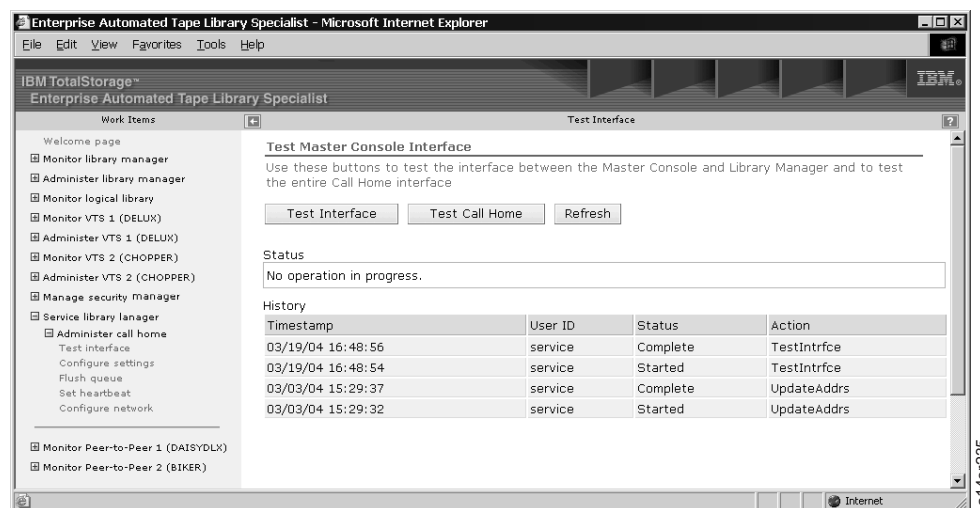 Enterprise Automated Tape Library Specialist - Microsoft Internet Explorer
File Edit View Favorites Tools Help
IBM TotalStorage™
Enterprise Automated Tape Library Specialist
IBM®
Work Items
Test Interface
?
Welcome page
Monitor library manager
Administer library manager
Monitor logical library
Monitor VTS 1 (DELUX)
Administer VTS 1 (DELUX)
Monitor VTS 2 (CHOPPER)
Administer VTS 2 (CHOPPER)
Manage security manager
Service library lanager
Administer call home
Test interface
Configure settings
Flush queue
Set heartbeat
Configure network
Monitor Peer-to-Peer 1 (DAISYDLX)
Monitor Peer-to-Peer 2 (BIKER)
Test Master Console Interface
Use these buttons to test the interface between the Master Console and Library Manager and to test
the entire Call Home interface
Test Interface Test Call Home Refresh
Status
No operation in progress.
History
Timestamp User ID Status Action
03/19/04 16:48:56 service Complete TestIntrfce
03/19/04 16:48:54 service Started TestIntrfce
03/03/04 15:29:37 service Complete UpdateAddrs
03/03/04 15:29:32 service Started UpdateAddrs
Internet